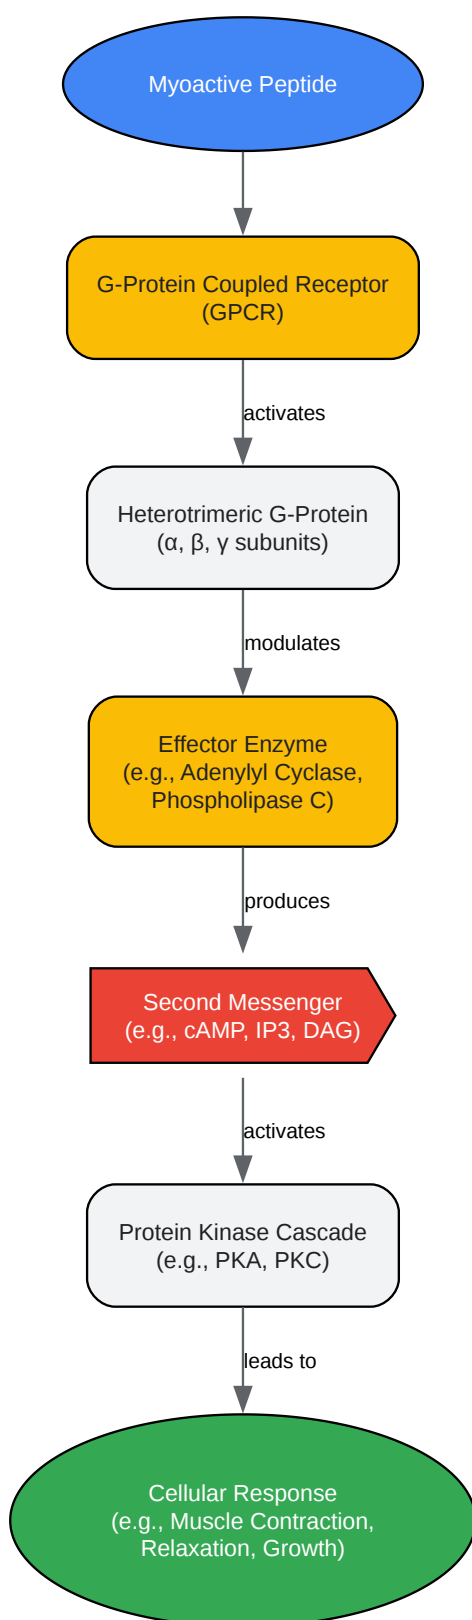 Myoactive Peptide
G-Protein Coupled Receptor
(GPCR)
activates
Heterotrimeric G-Protein
(α, β, γ subunits)
modulates
Effector Enzyme
(e.g., Adenylyl Cyclase,
Phospholipase C)
produces
Second Messenger
(e.g., cAMP, IP3, DAG)
activates
Protein Kinase Cascade
(e.g., PKA, PKC)
leads to
Cellular Response
(e.g., Muscle Contraction,
Relaxation, Growth)